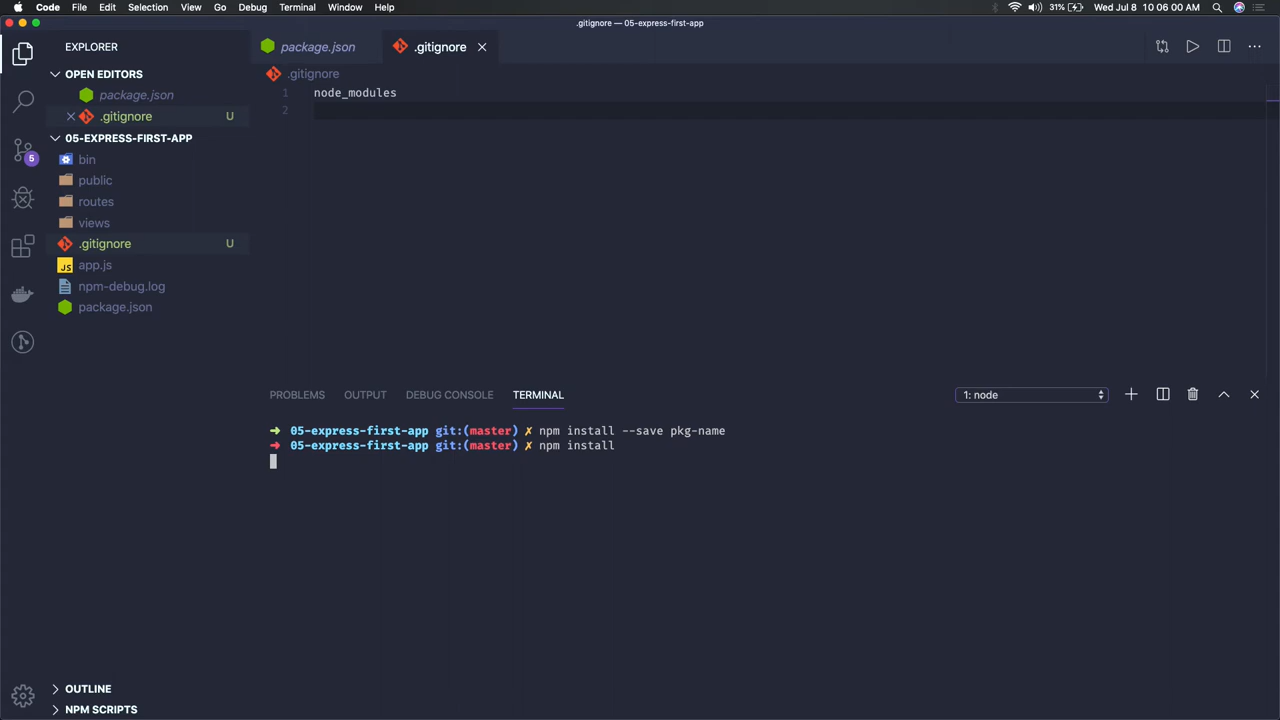 Code File Edit Selection View Go Debug Terminal Window Help 31% Wed Jul 8 10:06:00 AM
.gitignore — 05-express-first-app
EXPLORER
package.json .gitignore
OPEN EDITORS
package.json
.gitignore U
05-EXPRESS-FIRST-APP
bin
public
routes
views
.gitignore U
JS app.js
npm-debug.log
package.json
5
.gitignore
1 node_modules
2
PROBLEMS OUTPUT DEBUG CONSOLE TERMINAL 1: node
➜ 05-express-first-app git:(master) ✗ npm install --save pkg-name
➜ 05-express-first-app git:(master) ✗ npm install
OUTLINE
NPM SCRIPTS